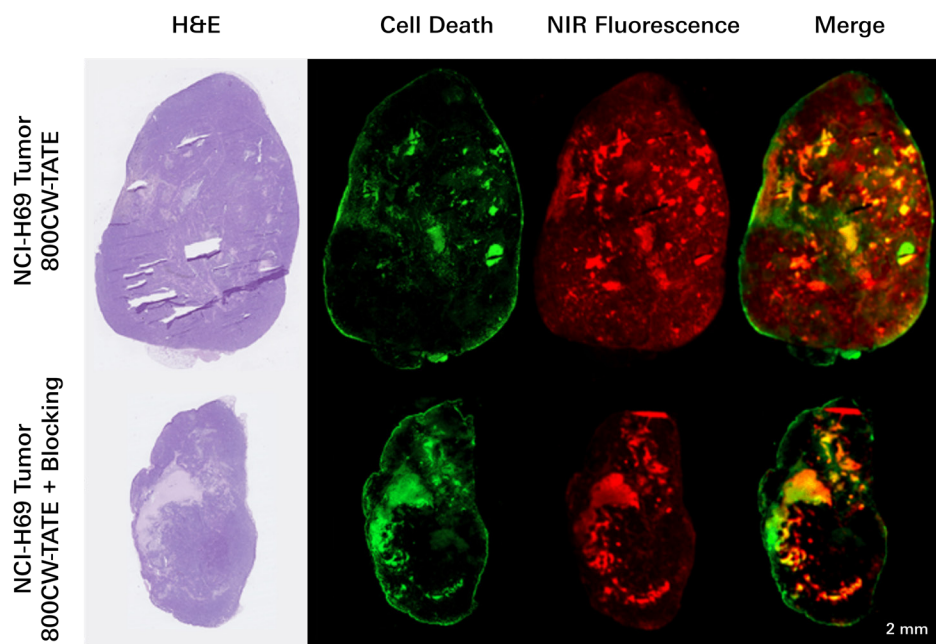 H&E
Cell Death
NIR Fluorescence
Merge
NCI-H69 Tumor
800CW-TATE
NCI-H69 Tumor
800CW-TATE + Blocking
2 mm